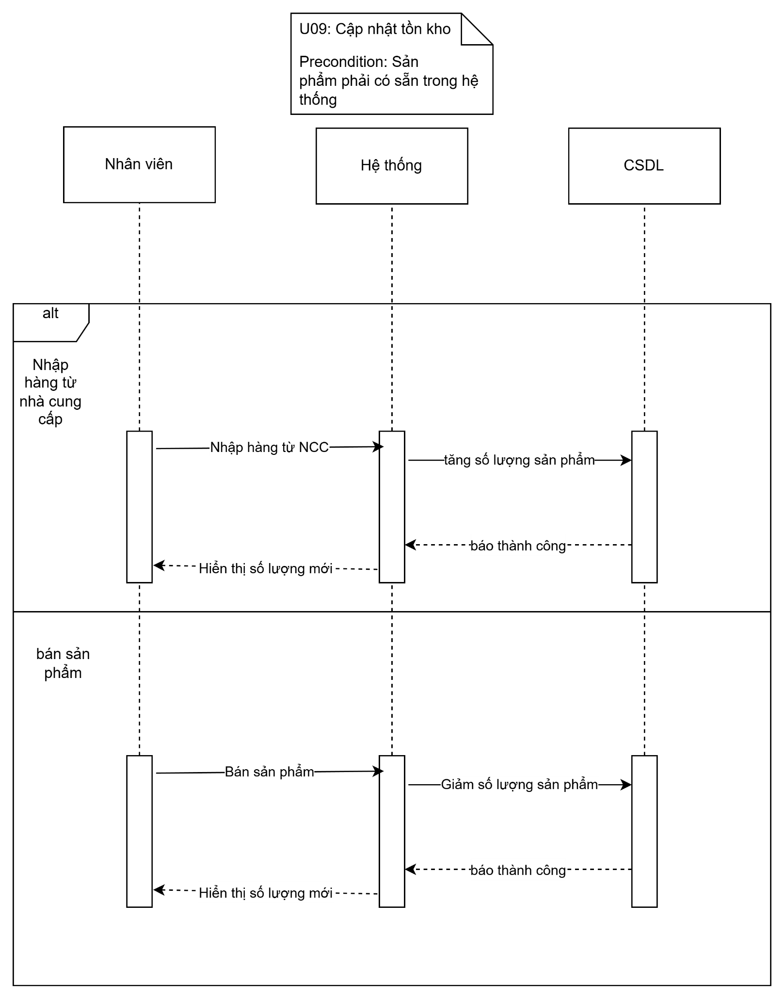 U09: Cập nhật tồn kho
Precondition: Sản
phẩm phải có sẵn trong hệ
thống
Nhân viên
Hệ thống
CSDL
alt
Nhập
hàng từ
nhà cung
cấp
Nhập hàng từ NCC
tăng số lượng sản phẩm
báo thành công
Hiển thị số lượng mới
bán sản
phẩm
Bán sản phẩm
Giảm số lượng sản phẩm
báo thành công
Hiển thị số lượng mới